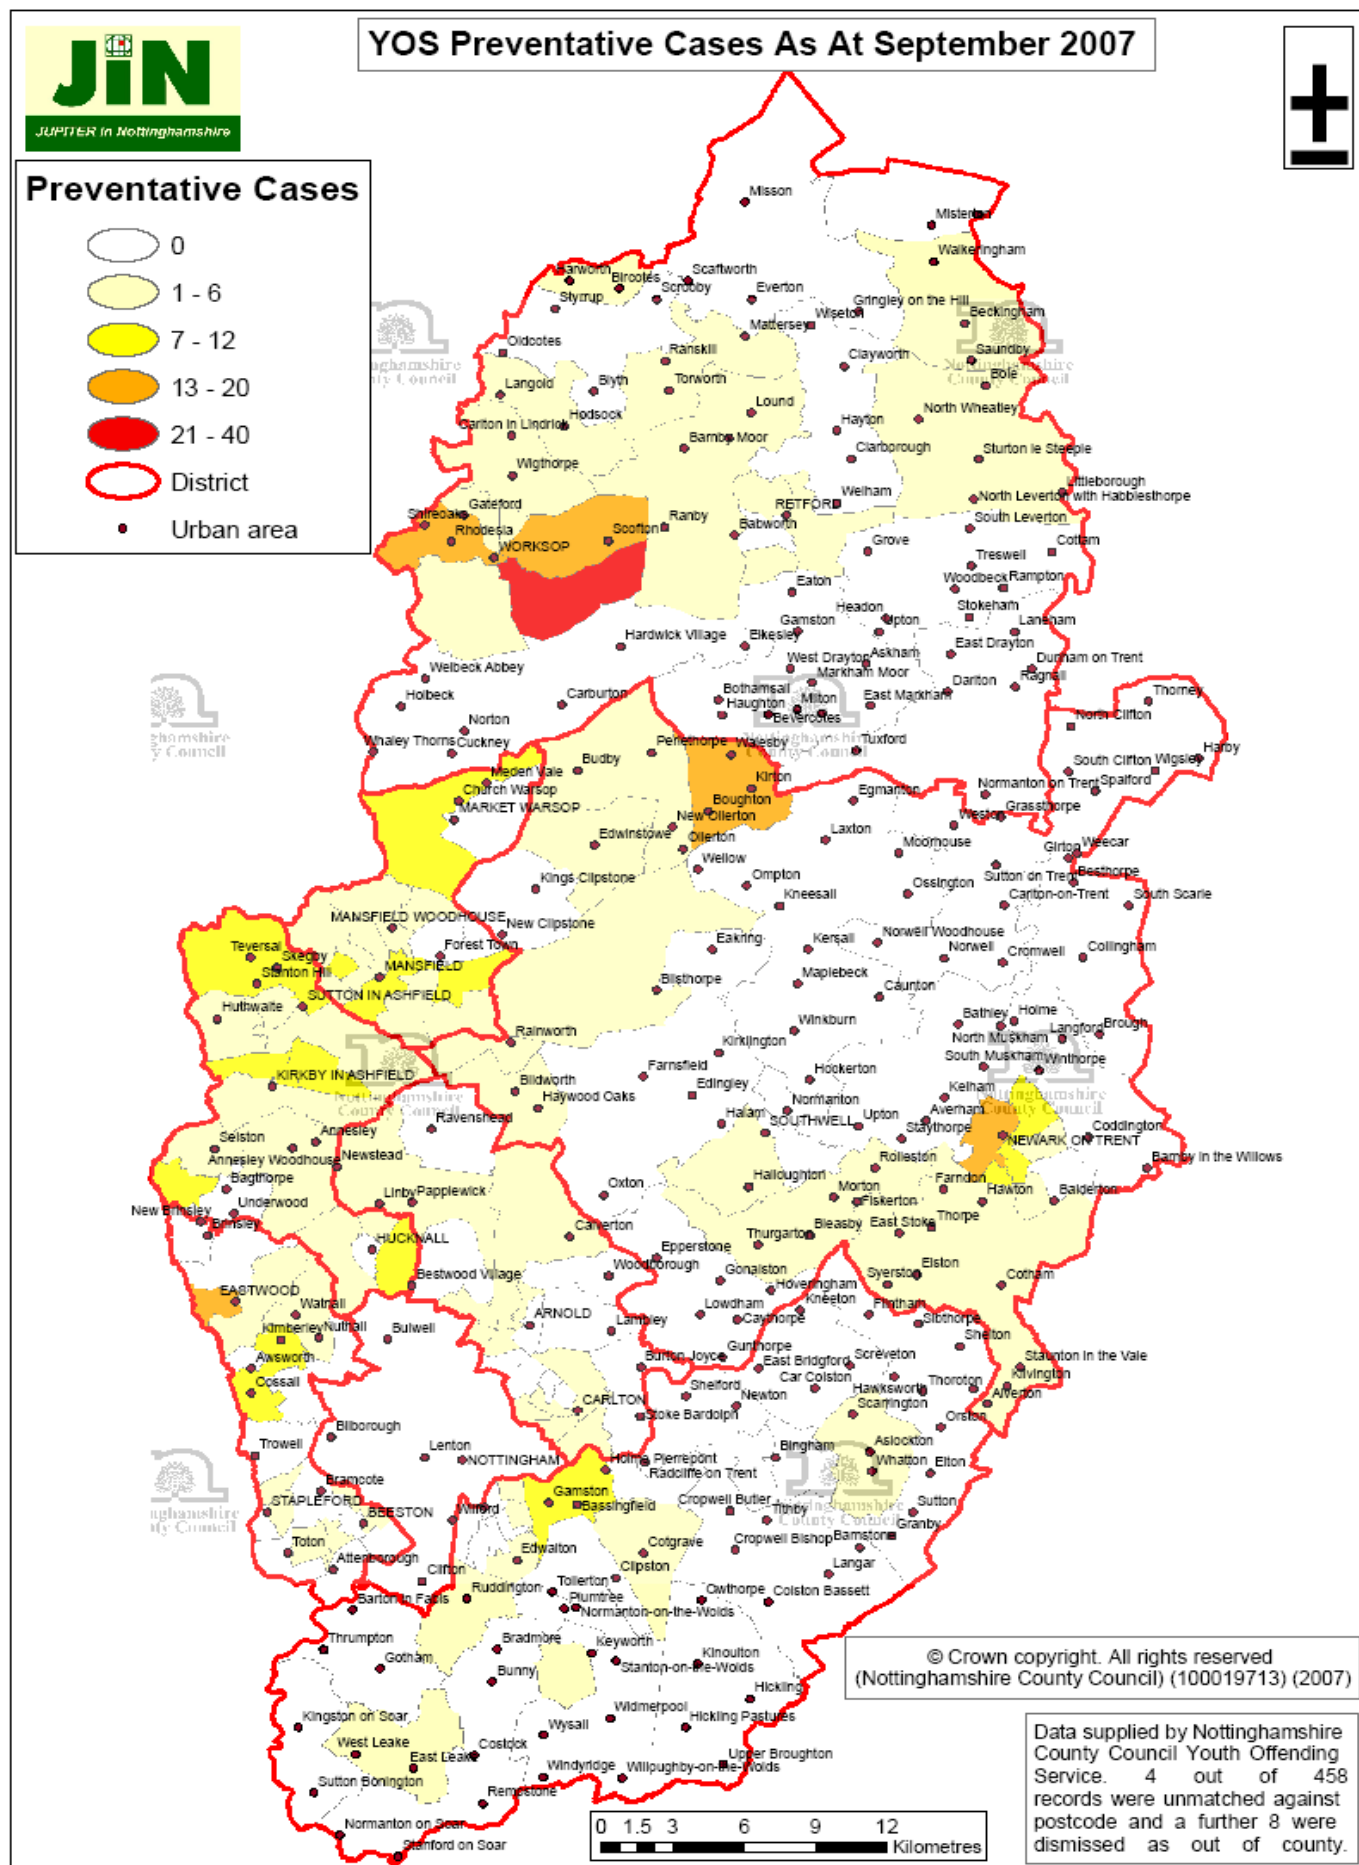 JiN
JUPITER in Nottinghamshire
YOS Preventative Cases As At September 2007
Preventative Cases
0
1 - 6
7 - 12
13 - 20
21 - 40
District
Urban area
Misson
Walkeringham
Harworth
Bircotes
Scaftworth
Scrooby
Everton
Styrrup
Gringley on the Hill
Wiseton
Beckingham
Mattersey
Oldcotes
Ranskill
Clayworth
Saundby
Bole
Langold
Blyth
Torworth
Lound
North Wheatley
Hodsock
Carlton in Lindrick
Hayton
Barnby Moor
Clarborough
Sturton le Steeple
Wigthorpe
Littleborough
Welham
North Leverton with Habblesthorpe
Gateford
RETFORD
Shireoaks
Rhodesia
Scofton
Ranby
Babworth
South Leverton
WORKSOP
Grove
Cottam
Treswell
Eaton
Woodbeck
Rampton
Headon
Stokeham
Gamston
Upton
Laneham
Hardwick Village
Elkesley
East Drayton
West Drayton
Askham
Dunham on Trent
Welbeck Abbey
Markham Moor
Ragnall
Darlton
Holbeck
Carburton
Bothamsall
Milton
East Markham
Thorney
Haughton
Bevercotes
North Clifton
Norton
Whaley Thorns
Cuckney
Perlethorpe
Walesby
Tuxford
Harby
Budby
South Clifton
Wigsley
Meden Vale
Church Warsop
Kirton
Normanton on Trent
Spalford
MARKET WARSOP
Boughton
Egmanton
Grassthorpe
New Ollerton
Weston
Edwinstowe
Ollerton
Laxton
Moorhouse
Girton
Weecar
Wellow
Sutton on Trent
Besthorpe
Kings Clipstone
Ompton
Kneesall
Ossington
Carlton-on-Trent
South Scarle
MANSFIELD WOODHOUSE
New Clipstone
Forest Town
Eakring
Kersall
Norwell Woodhouse
Norwell
Cromwell
Collingham
Teversal
Skegby
Stanton Hill
MANSFIELD
Bilsthorpe
Maplebeck
Caunton
SUTTON IN ASHFIELD
Huthwaite
Winkburn
Bathley
Holme
Rainworth
North Muskham
Langford
Brough
Kirklington
South Muskham
Winthorpe
KIRKBY IN ASHFIELD
Farnsfield
Hockerton
Blidworth
Edingley
Kelham
Haywood Oaks
Normanton
Averham
Ravenshead
Halam
SOUTHWELL
Upton
Staythorpe
Coddington
NEWARK ON TRENT
Selston
Annesley
Annesley Woodhouse
Newstead
Rolleston
Barnby in the Willows
Bagthorpe
Halloughton
Farndon
Underwood
Linby
Papplewick
Oxton
Morton
Fiskerton
Hawton
Balderton
New Brinsley
Brinsley
Calverton
Thurgarton
Bleasby
East Stoke
Thorpe
HUCKNALL
Epperstone
Bestwood Village
Woodborough
Gonalston
Hoveringham
Syerston
Elston
Cotham
EASTWOOD
Watnall
ARNOLD
Lambley
Lowdham
Caythorpe
Kneeton
Flintham
Sibthorpe
Kimberley
Nuthall
Bulwell
Gunthorpe
Shelton
Awsworth
Burton Joyce
East Bridgford
Screveton
Staunton in the Vale
Cossall
Shelford
Car Colston
Hawksworth
Thoroton
Kilvington
Newton
Alverton
CARLTON
Stoke Bardolph
Scarrington
Orston
Bilborough
Trowell
Lenton
NOTTINGHAM
Holme Pierrepont
Radcliffe on Trent
Bingham
Aslockton
Whatton
Elton
Bramcote
STAPLEFORD
BEESTON
Wilford
Gamston
Bassingfield
Cropwell Butler
Tithby
Sutton
Granby
Toton
Edwalton
Cotgrave
Cropwell Bishop
Barnstone
Attenborough
Clifton
Clipston
Langar
Barton in Fabis
Ruddington
Tollerton
Plumtree
Owthorpe
Colston Bassett
Normanton-on-the-Wolds
Thrumpton
Bradmore
Keyworth
Kinoulton
Gotham
Bunny
Stanton-on-the-Wolds
Hickling
Kingston on Soar
Widmerpool
Hickling Pastures
Wysall
West Leake
East Leake
Costock
Upper Broughton
Sutton Bonington
Windyridge
Willoughby-on-the-Wolds
Rempstone
Normanton on Soar
Stanford on Soar
0 1.5 3 6 9 12
Kilometres
© Crown copyright. All rights reserved
(Nottinghamshire County Council) (100019713) (2007)
Data supplied by Nottinghamshire
County Council Youth Offending
Service. 4 out of 458
records were unmatched against
postcode and a further 8 were
dismissed as out of county.